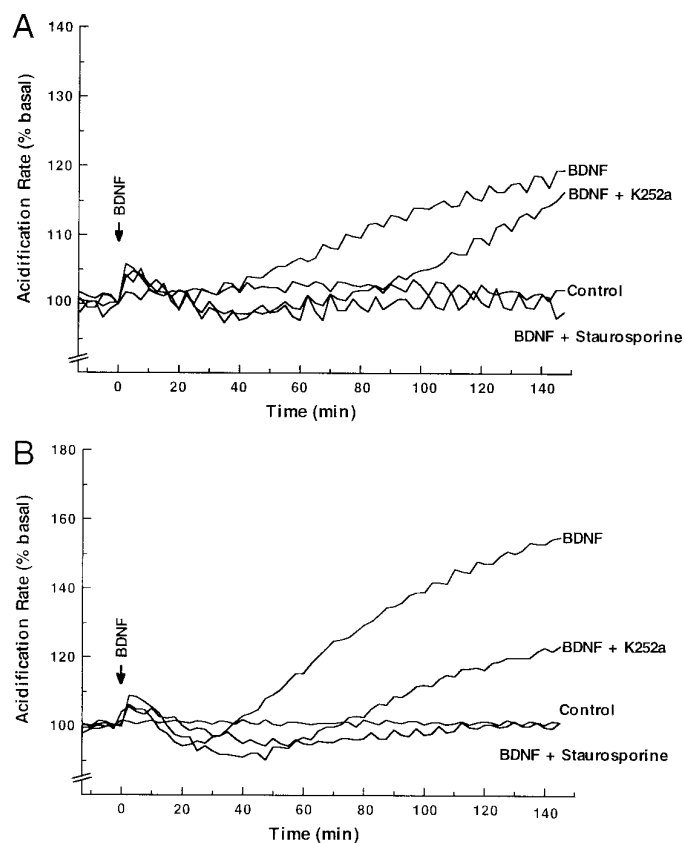 A
Acidification Rate (% basal)
140
130
120
110
100
BDNF
BDNF
BDNF + K252a
Control
BDNF + Staurosporine
0 20 40 60 80 100 120 140
Time (min)
B
Acidification Rate (% basal)
180
160
140
120
100
BDNF
BDNF
BDNF + K252a
Control
BDNF + Staurosporine
0 20 40 60 80 100 120 140
Time (min)